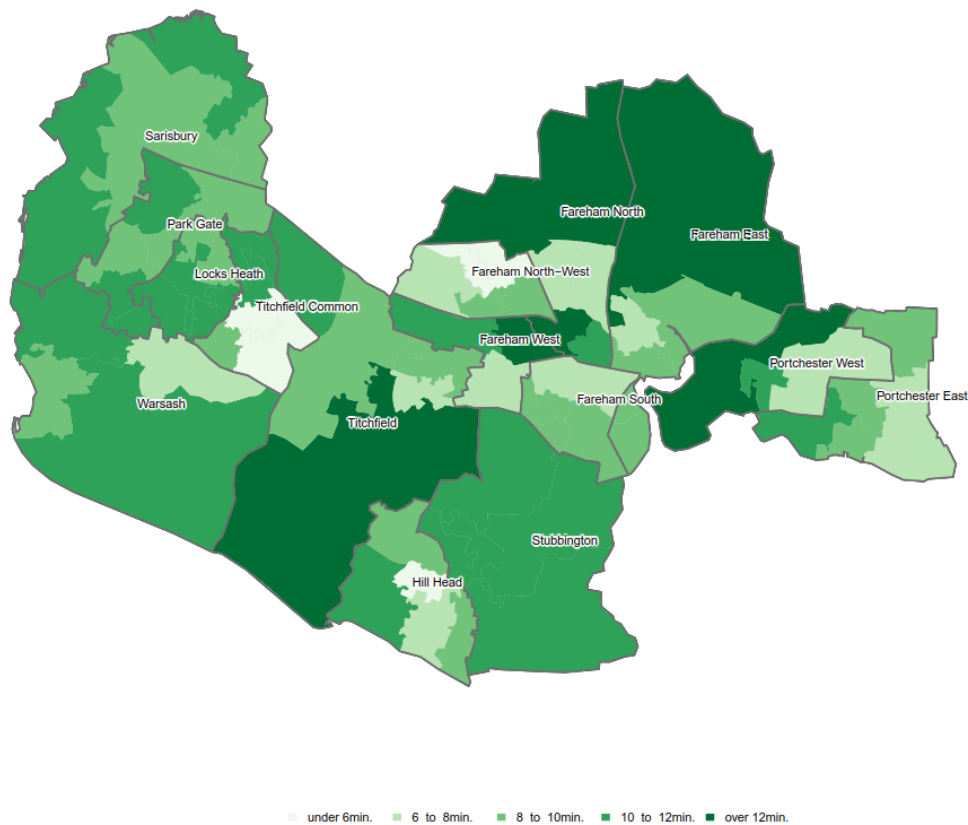 Sarisbury
Fareham North
Park Gate
Fareham East
Locks Heath
Fareham North−West
Titchfield Common
Fareham West
Portchester West
Warsash
Fareham South
Portchester East
Titchfield
Stubbington
Hill Head
under 6min. 6 to 8min. 8 to 10min. 10 to 12min. over 12min.